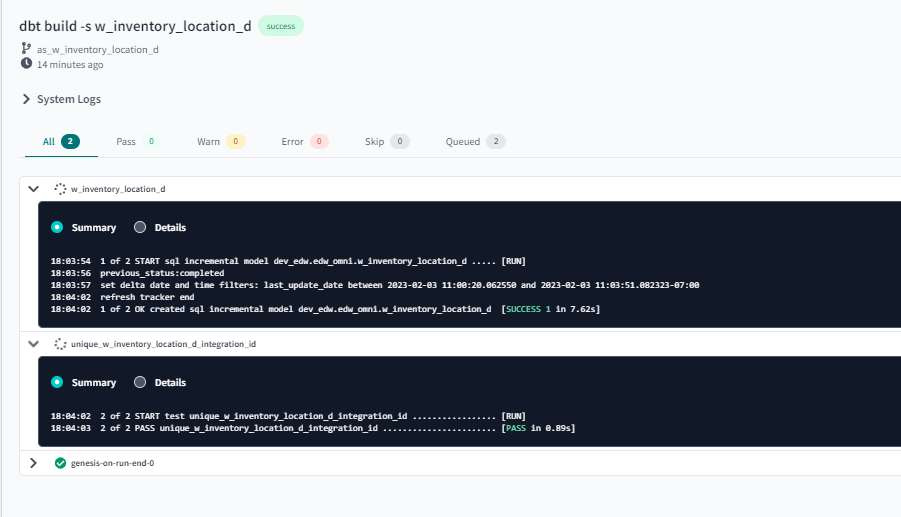 dbt build -s w_inventory_location_d success
as_w_inventory_location_d
14 minutes ago
System Logs
All 2 Pass 0 Warn 0 Error 0 Skip 0 Queued 2
w_inventory_location_d
Summary Details
18:03:54 1 of 2 START sql incremental model dev_edw.edw_omni.w_inventory_location_d ..... [RUN]
18:03:56 previous_status:completed
18:03:57 set delta date and time filters: last_update_date between 2023-02-03 11:00:20.062550 and 2023-02-03 11:03:51.082323-07:00
18:04:02 refresh tracker end
18:04:02 1 of 2 OK created sql incremental model dev_edw.edw_omni.w_inventory_location_d [SUCCESS 1 in 7.62s]
unique_w_inventory_location_d_integration_id
Summary Details
18:04:02 2 of 2 START test unique_w_inventory_location_d_integration_id ................. [RUN]
18:04:03 2 of 2 PASS unique_w_inventory_location_d_integration_id ....................... [PASS in 0.89s]
genesis-on-run-end-0